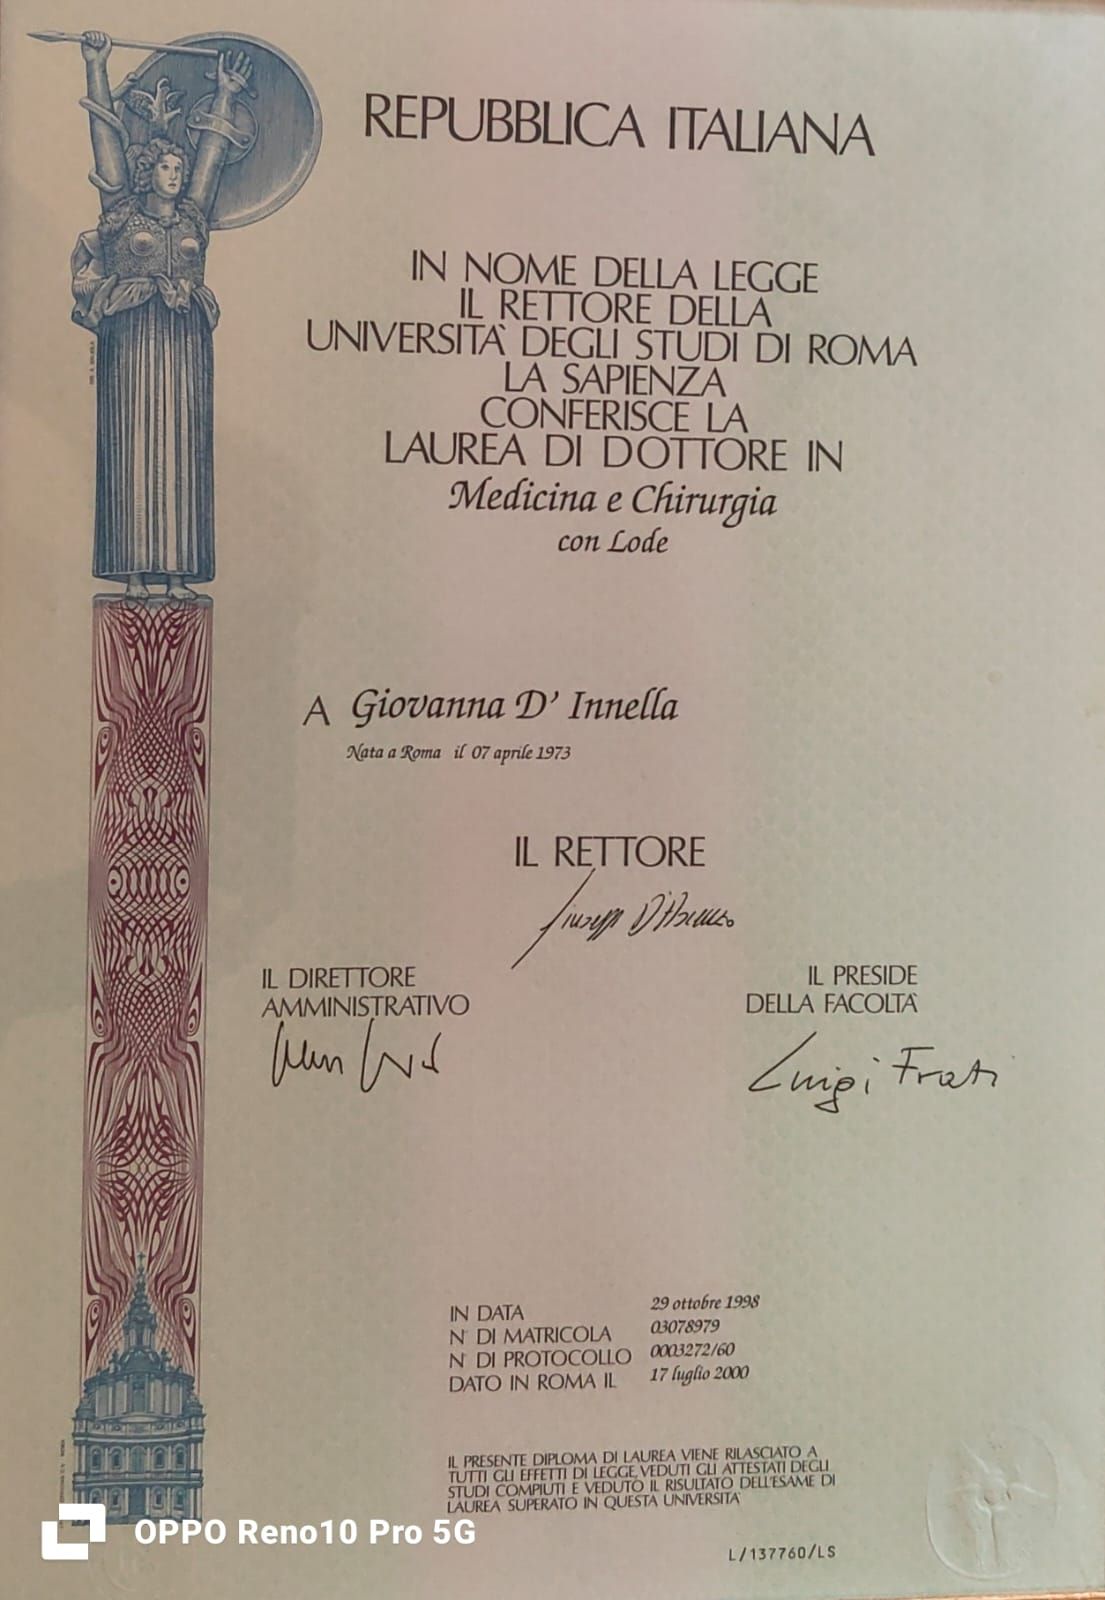 REPUBBLICA ITALIANA
IN NOME DELLA LEGGE
IL RETTORE DELLA
UNIVERSITA` DEGLI STUDI DI ROMA
LA SAPIENZA
CONFERISCE LA
LAUREA DI DOTTORE IN
Medicina e Chirurgia
con Lode
A Giovanna D' Innella
Nata a Roma il 07 aprile 1973
IL RETTORE
IL DIRETTORE
AMMINISTRATIVO
IL PRESIDE
DELLA FACOLTA`
Luigi Frati
IN DATA 29 ottobre 1998
N° DI MATRICOLA 03078979
N° DI PROTOCOLLO 0003272/60
DATO IN ROMA IL 17 luglio 2000
IL PRESENTE DIPLOMA DI LAUREA VIENE RILASCIATO A
TUTTI GLI EFFETTI DI LEGGE, VEDUTI GLI ATTESTATI DEGLI
STUDI COMPIUTI E VEDUTO IL RISULTATO DELL'ESAME DI
LAUREA SUPERATO IN QUESTA UNIVERSITA`
L/137760/LS
OPPO Reno10 Pro 5G